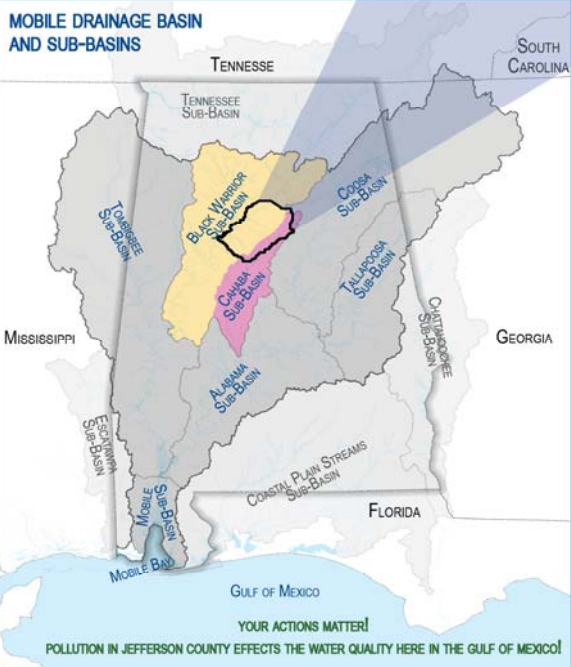 MOBILE DRAINAGE BASIN
AND SUB-BASINS
SOUTH
CAROLINA
TENNESSE
TENNESSEE
SUB-BASIN
BLACK WARRIOR
SUB-BASIN
COOSA
SUB-BASIN
TOMBIGBEE
SUB-BASIN
TALLAPOOSA
SUB-BASIN
CAHABA
SUB-BASIN
CHATTAHOOCHEE
SUB-BASIN
MISSISSIPPI
GEORGIA
ALABAMA
SUB-BASIN
ESCATAWPA
SUB-BASIN
COASTAL PLAIN STREAMS
SUB-BASIN
MOBILE
SUB-BASIN
FLORIDA
MOBILE BAY
GULF OF MEXICO
YOUR ACTIONS MATTER!
POLLUTION IN JEFFERSON COUNTY EFFECTS THE WATER QUALITY HERE IN THE GULF OF MEXICO!